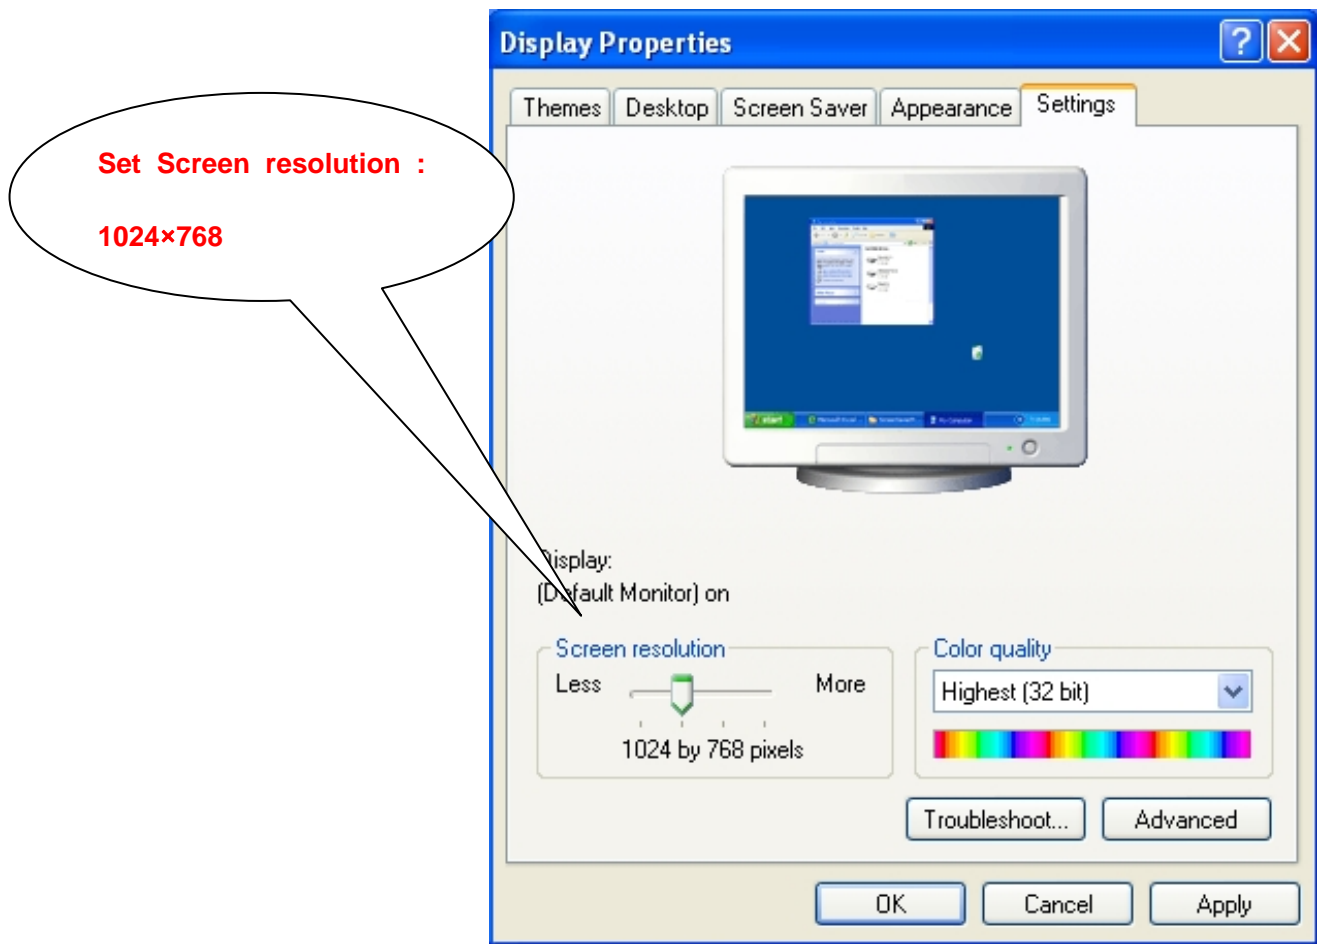 Display Properties
Themes Desktop Screen Saver Appearance Settings
Set Screen resolution :
1024×768
start
Display:
(Default Monitor) on
Screen resolution
Less More
1024 by 768 pixels
Color quality
Highest (32 bit)
Troubleshoot... Advanced
OK Cancel Apply